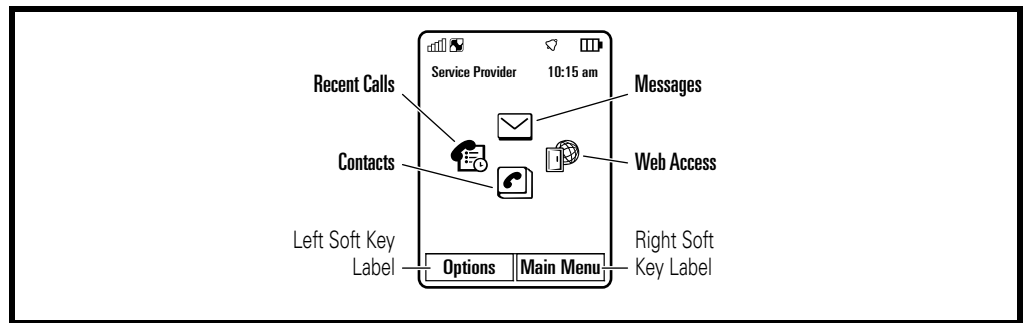 Service Provider 10:15 am
Recent Calls
Messages
Contacts
Web Access
Left Soft Key
Label
Options Main Menu
Right Soft
Key Label